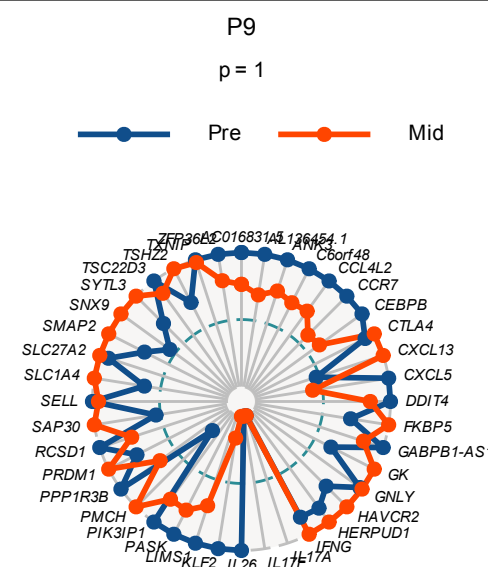 P9
p = 1
Pre
Mid
AC016831.5
AL136454.1
ANK3
C6orf48
CCL4L2
CCR7
CEBPB
CTLA4
CXCL13
CXCL5
DDIT4
FKBP5
GABPB1-AS1
GK
GNLY
HAVCR2
HERPUD1
IFNG
IL17A
IL17F
IL26
KLF2
LIMS1
PASK
PIK3IP1
PMCH
PPP1R3B
PRDM1
RCSD1
SAP30
SELL
SLC1A4
SLC27A2
SMAP2
SNX9
SYTL3
TSC22D3
TSHZ2
TXNIP
ZFP36L2